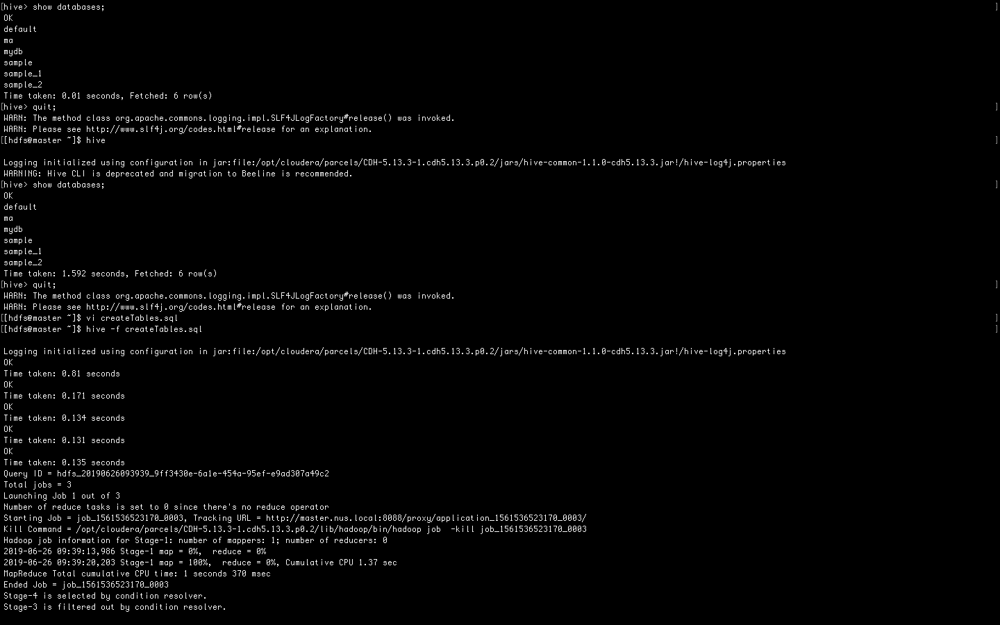 [hive> show databases; ]
OK
default
ma
mydb
sample
sample_1
sample_2
Time taken: 0.01 seconds, Fetched: 6 row(s)
[hive> quit; ]
WARN: The method class org.apache.commons.logging.impl.SLF4JLogFactory#release() was invoked.
WARN: Please see http://www.slf4j.org/codes.html#release for an explanation.
[[hdfs@master ~]$ hive ]
Logging initialized using configuration in jar:file:/opt/cloudera/parcels/CDH-5.13.3-1.cdh5.13.3.p0.2/jars/hive-common-1.1.0-cdh5.13.3.jar!/hive-log4j.properties
WARNING: Hive CLI is deprecated and migration to Beeline is recommended.
[hive> show databases; ]
OK
default
ma
mydb
sample
sample_1
sample_2
Time taken: 1.592 seconds, Fetched: 6 row(s)
[hive> quit; ]
WARN: The method class org.apache.commons.logging.impl.SLF4JLogFactory#release() was invoked.
WARN: Please see http://www.slf4j.org/codes.html#release for an explanation.
[[hdfs@master ~]$ vi createTables.sql ]
[[hdfs@master ~]$ hive -f createTables.sql ]
Logging initialized using configuration in jar:file:/opt/cloudera/parcels/CDH-5.13.3-1.cdh5.13.3.p0.2/jars/hive-common-1.1.0-cdh5.13.3.jar!/hive-log4j.properties
OK
Time taken: 0.81 seconds
OK
Time taken: 0.171 seconds
OK
Time taken: 0.134 seconds
OK
Time taken: 0.131 seconds
OK
Time taken: 0.135 seconds
Query ID = hdfs_20190626093939_9ff3430e-6a1e-454a-95ef-e9ad307a49c2
Total jobs = 3
Launching Job 1 out of 3
Number of reduce tasks is set to 0 since there's no reduce operator
Starting Job = job_1561536523170_0003, Tracking URL = http://master.nus.local:8088/proxy/application_1561536523170_0003/
Kill Command = /opt/cloudera/parcels/CDH-5.13.3-1.cdh5.13.3.p0.2/lib/hadoop/bin/hadoop job  -kill job_1561536523170_0003
Hadoop job information for Stage-1: number of mappers: 1; number of reducers: 0
2019-06-26 09:39:13,986 Stage-1 map = 0%,  reduce = 0%
2019-06-26 09:39:20,203 Stage-1 map = 100%,  reduce = 0%, Cumulative CPU 1.37 sec
MapReduce Total cumulative CPU time: 1 seconds 370 msec
Ended Job = job_1561536523170_0003
Stage-4 is selected by condition resolver.
Stage-3 is filtered out by condition resolver.